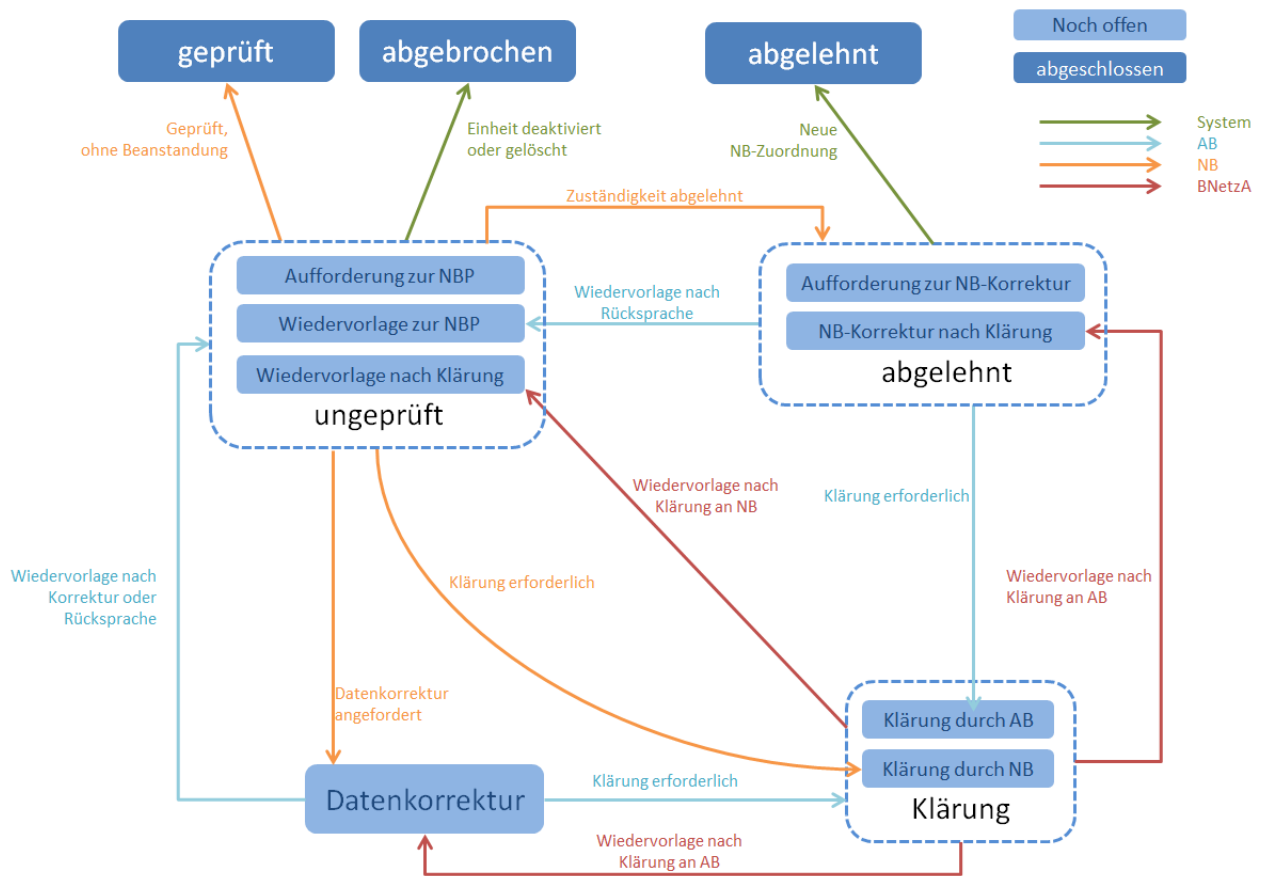 geprüft
abgebrochen
abgelehnt
Noch offen
abgeschlossen
System
AB
NB
BNetzA
Geprüft,
ohne Beanstandung
Einheit deaktiviert
oder gelöscht
Neue
NB-Zuordnung
Zuständigkeit abgelehnt
Aufforderung zur NBP
Wiedervorlage zur NBP
Wiedervorlage nach Klärung
ungeprüft
Wiedervorlage nach
Rücksprache
Aufforderung zur NB-Korrektur
NB-Korrektur nach Klärung
abgelehnt
Wiedervorlage nach
Klärung an NB
Klärung erforderlich
Wiedervorlage nach
Korrektur oder
Rücksprache
Klärung erforderlich
Wiedervorlage nach
Klärung an AB
Datenkorrektur
angefordert
Klärung durch AB
Klärung durch NB
Klärung
Datenkorrektur
Klärung erforderlich
Wiedervorlage nach
Klärung an AB